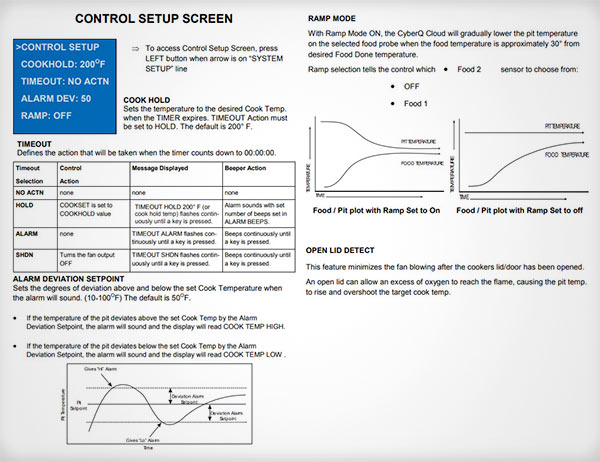 CONTROL SETUP SCREEN
>CONTROL SETUP
COOKHOLD: 200°F
TIMEOUT: NO ACTN
ALARM DEV: 50
RAMP: OFF
⇒ To access Control Setup Screen, press
LEFT button when arrow is on "SYSTEM
SETUP" line
COOK HOLD
Sets the temperature to the desired Cook Temp.
when the TIMER expires. TIMEOUT Action must
be set to HOLD. The default is 200° F.
TIMEOUT
Defines the action that will be taken when the timer counts down to 00:00:00.
Timeout Control Message Displayed Beeper Action
Selection Action
NO ACTN none none none
HOLD COOKSET is set to TIMEOUT HOLD 200° F (or Alarm sounds with set
COOKHOLD value cook hold temp) flashes contin- number of beeps set in
uously until a key is pressed. ALARM BEEPS.
ALARM none TIMEOUT ALARM flashes con- Beeps continuously until
tinuously until a key is pressed. a key is pressed.
SHDN Turns the fan output TIMEOUT SHDN flashes contin- Beeps continuously until
OFF uously until a key is pressed. a key is pressed.
ALARM DEVIATION SETPOINT
Sets the degrees of deviation above and below the set Cook Temperature when
the alarm will sound. (10-100°F) The default is 50°F.
• If the temperature of the pit deviates above the set Cook Temp by the Alarm
Deviation Setpoint, the alarm will sound and the display will read COOK TEMP HIGH.
• If the temperature of the pit deviates below the set Cook Temp by the Alarm
Deviation Setpoint, the alarm will sound and the display will read COOK TEMP LOW .
Gives "Hi" Alarm
Pit Temperature
Pit
Setpoint
Deviation Alarm
Setpoint
Deviation Alarm
Setpoint
Gives "Lo" Alarm
Time
RAMP MODE
With Ramp Mode ON, the CyberQ Cloud will gradually lower the pit temperature
on the selected food probe when the food temperature is approximately 30° from
desired Food Done temperature.
Ramp selection tells the control which • Food 2 sensor to choose from:
• OFF
• Food 1
TEMPERATURE
PIT TEMPERATURE
FOOD TEMPERATURE
TIME
Food / Pit plot with Ramp Set to On
TEMPERATURE
PIT TEMPERATURE
FOOD TEMPERATURE
TIME
Food / Pit plot with Ramp Set to off
OPEN LID DETECT
This feature minimizes the fan blowing after the cookers lid/door has been opened.
An open lid can allow an excess of oxygen to reach the flame, causing the pit temp.
to rise and overshoot the target cook temp.